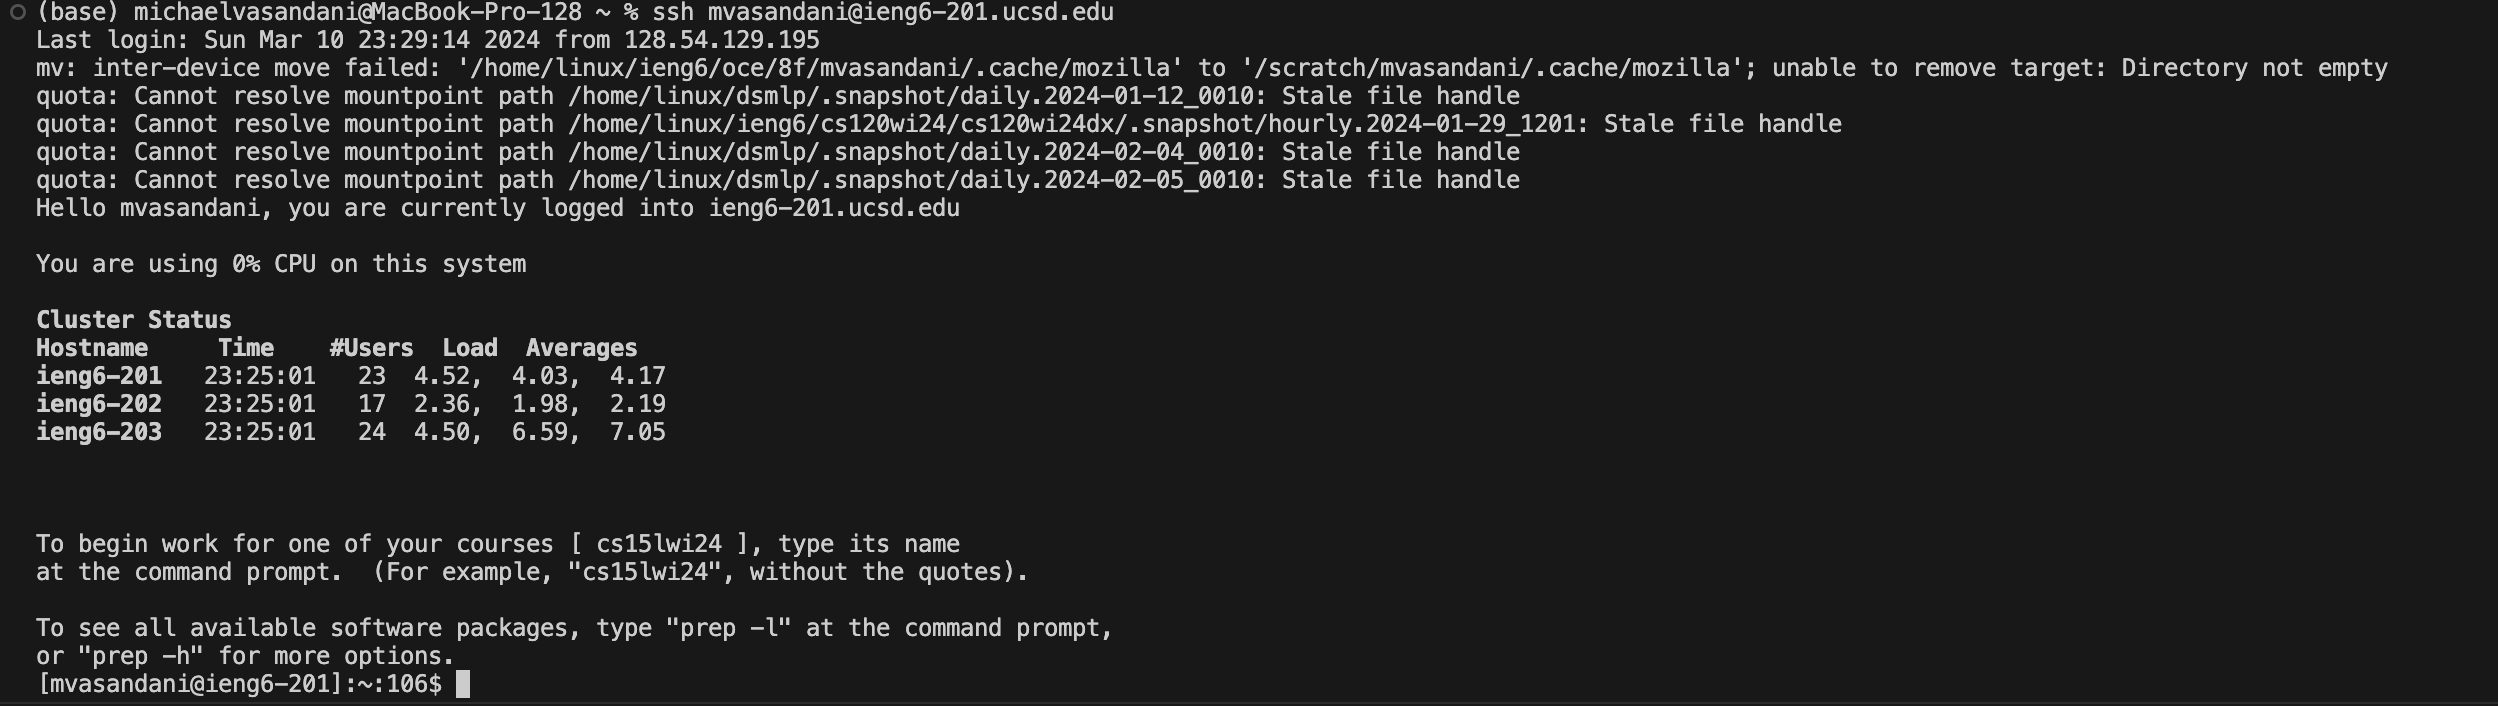 (base) michaelvasandani@MacBook-Pro-128 ~ % ssh mvasandani@ieng6-201.ucsd.edu
Last login: Sun Mar 10 23:29:14 2024 from 128.54.129.195
mv: inter-device move failed: '/home/linux/ieng6/oce/8f/mvasandani/.cache/mozilla' to '/scratch/mvasandani/.cache/mozilla'; unable to remove target: Directory not empty
quota: Cannot resolve mountpoint path /home/linux/dsmlp/.snapshot/daily.2024-01-12_0010: Stale file handle
quota: Cannot resolve mountpoint path /home/linux/ieng6/cs120wi24/cs120wi24dx/.snapshot/hourly.2024-01-29_1201: Stale file handle
quota: Cannot resolve mountpoint path /home/linux/dsmlp/.snapshot/daily.2024-02-04_0010: Stale file handle
quota: Cannot resolve mountpoint path /home/linux/dsmlp/.snapshot/daily.2024-02-05_0010: Stale file handle
Hello mvasandani, you are currently logged into ieng6-201.ucsd.edu
You are using 0% CPU on this system
Cluster Status
Hostname     Time    #Users  Load  Averages
ieng6-201   23:25:01   23  4.52,  4.03,  4.17
ieng6-202   23:25:01   17  2.36,  1.98,  2.19
ieng6-203   23:25:01   24  4.50,  6.59,  7.05
To begin work for one of your courses [ cs15lwi24 ], type its name
at the command prompt.  (For example, "cs15lwi24", without the quotes).
To see all available software packages, type "prep -l" at the command prompt,
or "prep -h" for more options.
[mvasandani@ieng6-201]:~:106$